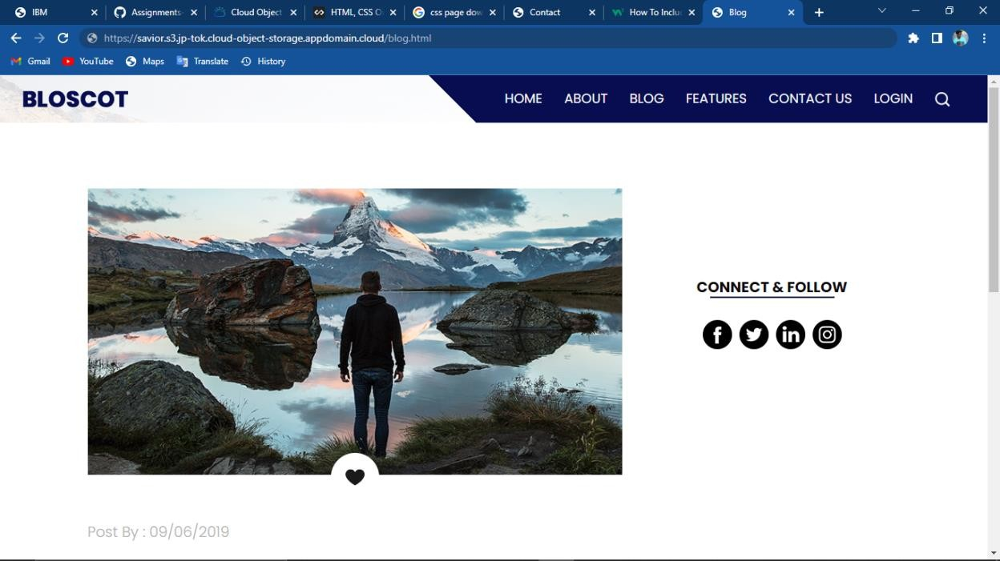 IBM Assignments- Cloud Object HTML, CSS css page dow Contact How To Inclu Blog
https://savior.s3.jp-tok.cloud-object-storage.appdomain.cloud/blog.html
Gmail YouTube Maps Translate History
BLOSCOT HOME ABOUT BLOG FEATURES CONTACT US LOGIN
CONNECT & FOLLOW
Post By : 09/06/2019